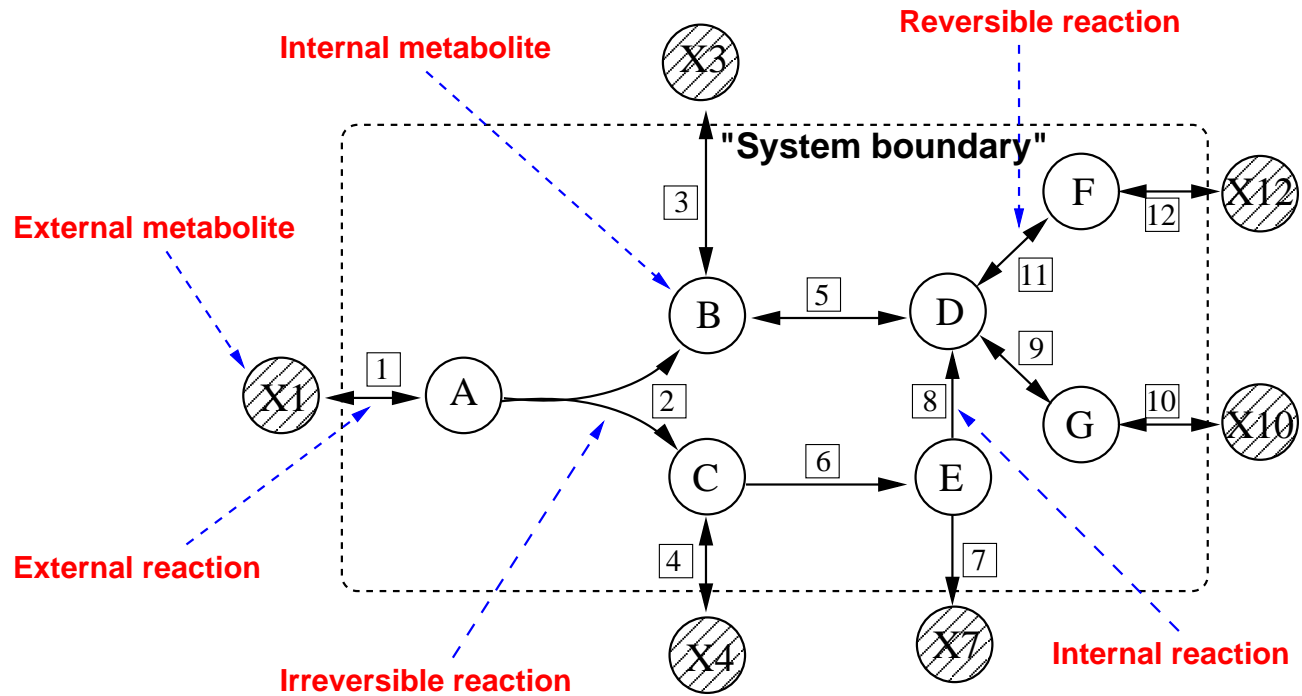 Reversible reaction
Internal metabolite
X3
"System boundary"
F
X12
12
3
External metabolite
11
B
5
D
9
1
X1
A
2
8
10
G
X10
6
C
E
External reaction
4
7
X4
X7
Internal reaction
Irreversible reaction